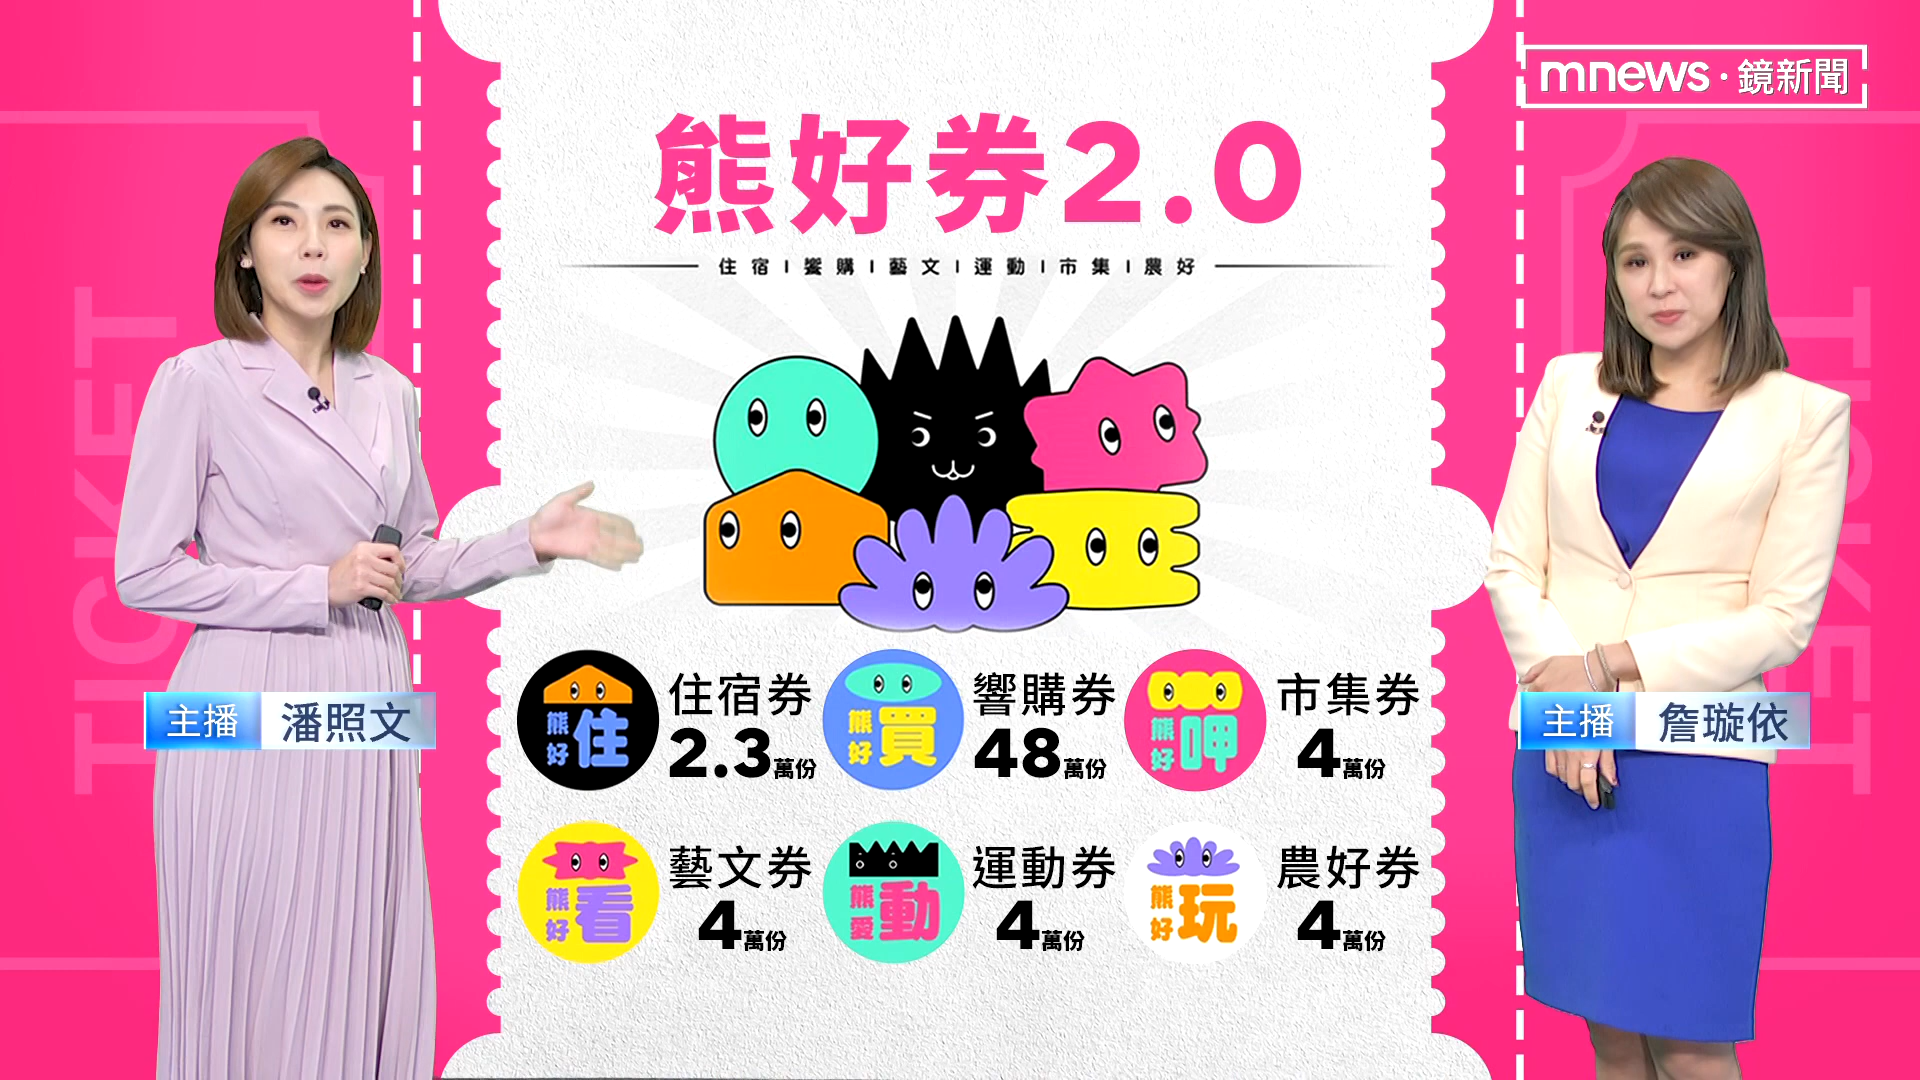 mnews·鏡新聞
熊好券2.0
住宿|饗購|藝文|運動|市集|農好
TICKET
TICKET
熊好住
住宿券
2.3萬份
熊好買
響購券
48萬份
熊好呷
市集券
4萬份
主播 潘照文
主播 詹璇依
熊好看
藝文券
4萬份
熊愛動
運動券
4萬份
熊好玩
農好券
4萬份